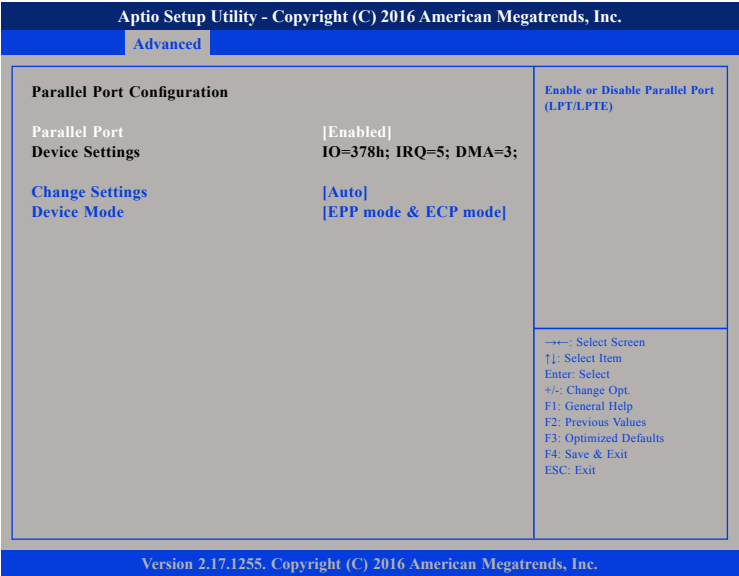 Aptio Setup Utility - Copyright (C) 2016 American Megatrends, Inc.
Advanced
Parallel Port Configuration
Parallel Port [Enabled]
Device Settings IO=378h; IRQ=5; DMA=3;
Change Settings [Auto]
Device Mode [EPP mode & ECP mode]
Enable or Disable Parallel Port
(LPT/LPTE)
→←: Select Screen
↑↓: Select Item
Enter: Select
+/-: Change Opt.
F1: General Help
F2: Previous Values
F3: Optimized Defaults
F4: Save & Exit
ESC: Exit
Version 2.17.1255. Copyright (C) 2016 American Megatrends, Inc.